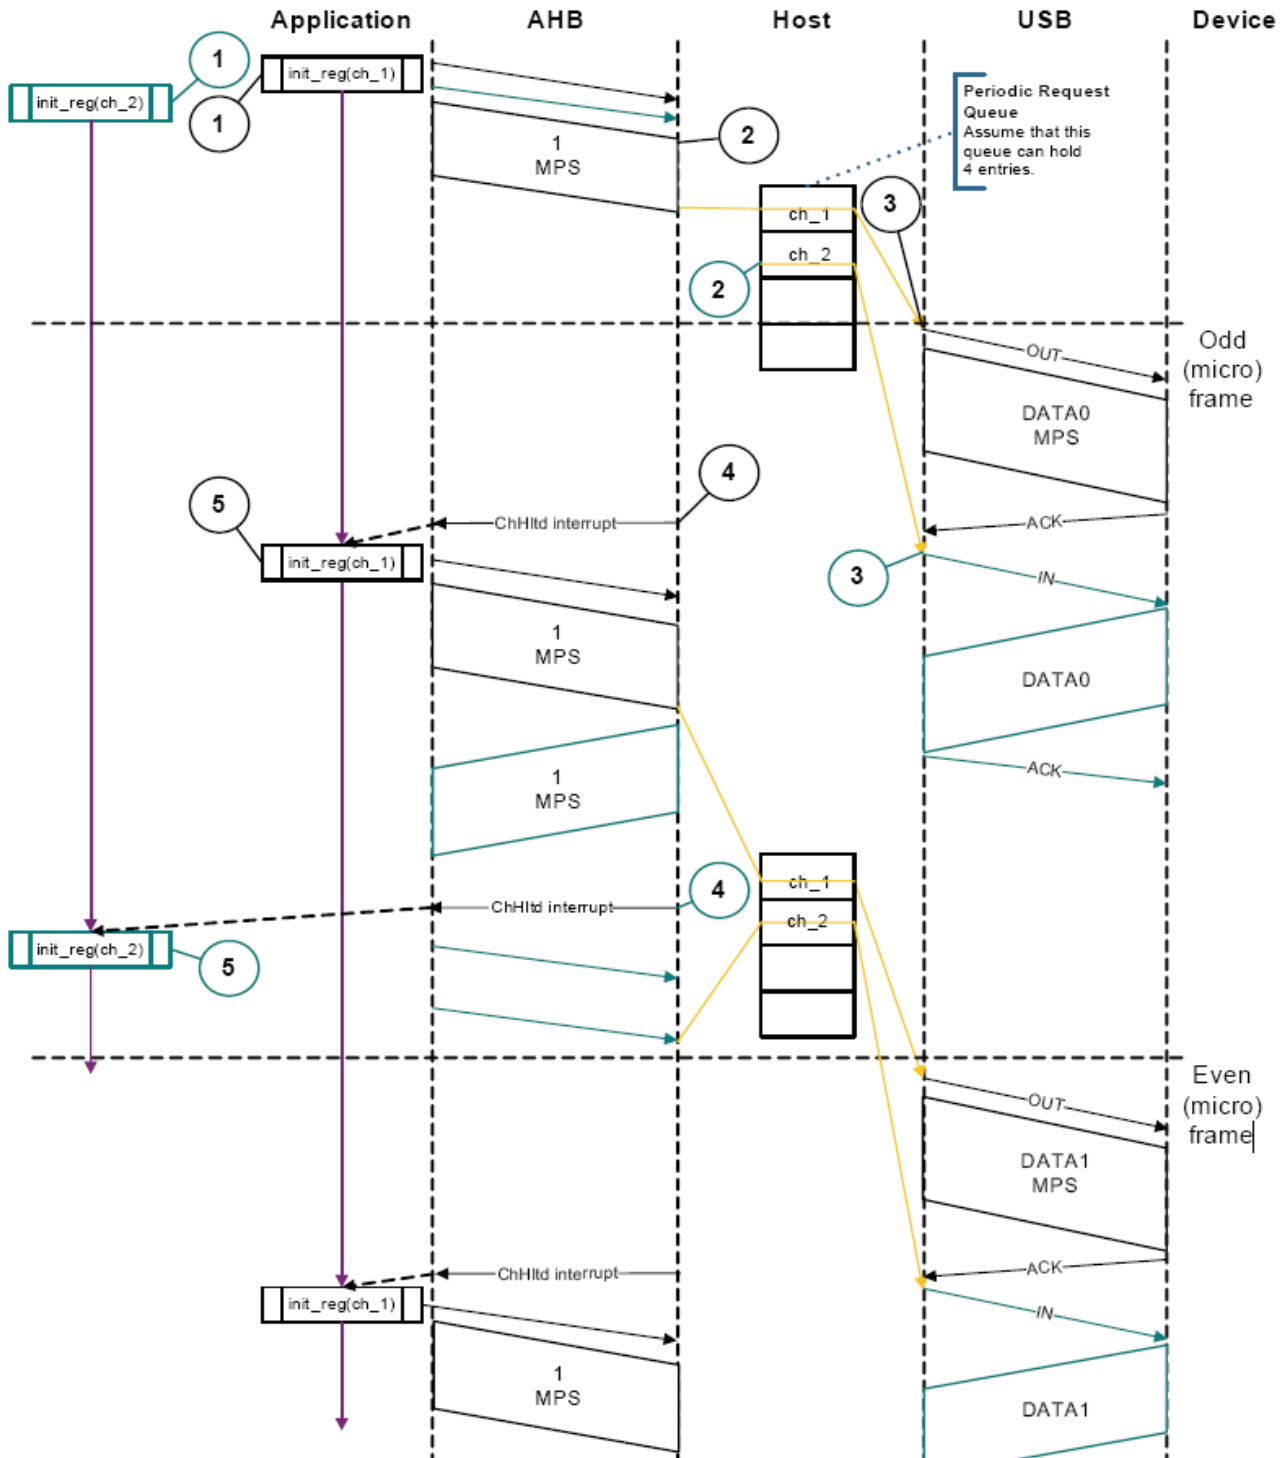 Application
AHB
Host
USB
Device
1
init_reg(ch_1)
init_reg(ch_2)
1
Periodic Request
Queue
Assume that this
queue can hold
4 entries.
1
MPS
2
3
ch_1
ch_2
2
Odd
(micro)
frame
OUT
DATA0
MPS
4
5
ChHltd interrupt
ACK
init_reg(ch_1)
3
IN
1
MPS
DATA0
ACK
1
MPS
4
ch_1
ChHltd interrupt
ch_2
init_reg(ch_2)
5
Even
(micro)
frame
OUT
DATA1
MPS
ChHltd interrupt
ACK
init_reg(ch_1)
IN
1
MPS
DATA1